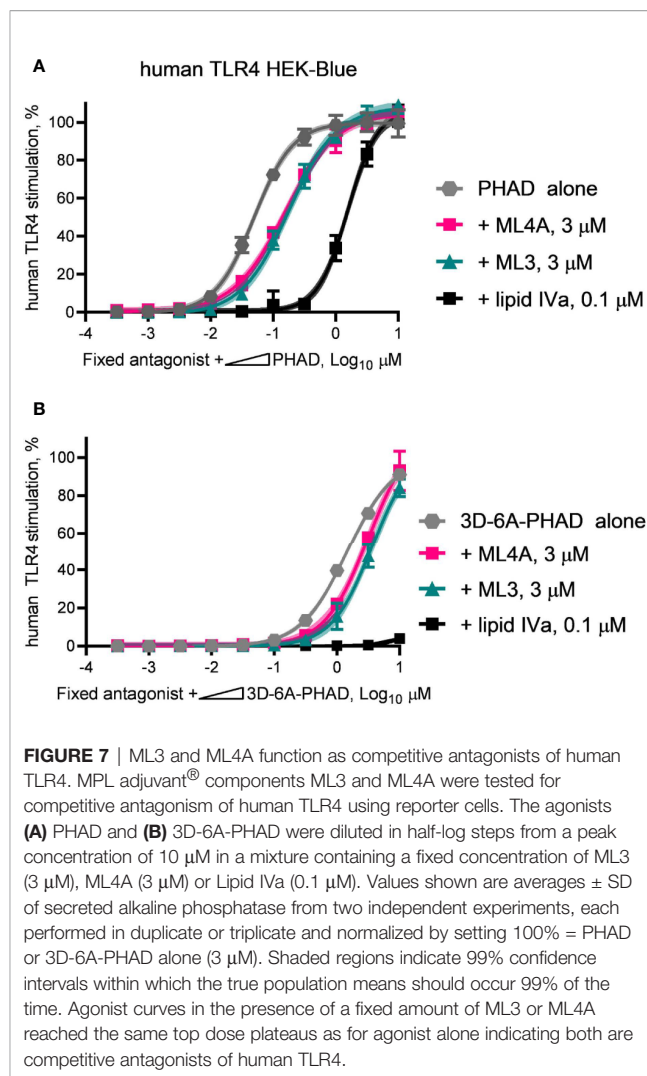 A
human TLR4 HEK-Blue
human TLR4 stimulation, %
100
80
60
40
20
0
-4 -3 -2 -1 0 1
Fixed antagonist + PHAD, Log10 μM
PHAD alone
+ ML4A, 3 μM
+ ML3, 3 μM
+ lipid IVa, 0.1 μM
B
human TLR4 stimulation, %
100
80
60
40
20
0
-4 -3 -2 -1 0 1
Fixed antagonist + 3D-6A-PHAD, Log10 μM
3D-6A-PHAD alone
+ ML4A, 3 μM
+ ML3, 3 μM
+ lipid IVa, 0.1 μM
FIGURE 7 | ML3 and ML4A function as competitive antagonists of human
TLR4. MPL adjuvant® components ML3 and ML4A were tested for
competitive antagonism of human TLR4 using reporter cells. The agonists
(A) PHAD and (B) 3D-6A-PHAD were diluted in half-log steps from a peak
concentration of 10 μM in a mixture containing a fixed concentration of ML3
(3 μM), ML4A (3 μM) or Lipid IVa (0.1 μM). Values shown are averages ± SD
of secreted alkaline phosphatase from two independent experiments, each
performed in duplicate or triplicate and normalized by setting 100% = PHAD
or 3D-6A-PHAD alone (3 μM). Shaded regions indicate 99% confidence
intervals within which the true population means should occur 99% of the
time. Agonist curves in the presence of a fixed amount of ML3 or ML4A
reached the same top dose plateaus as for agonist alone indicating both are
competitive antagonists of human TLR4.